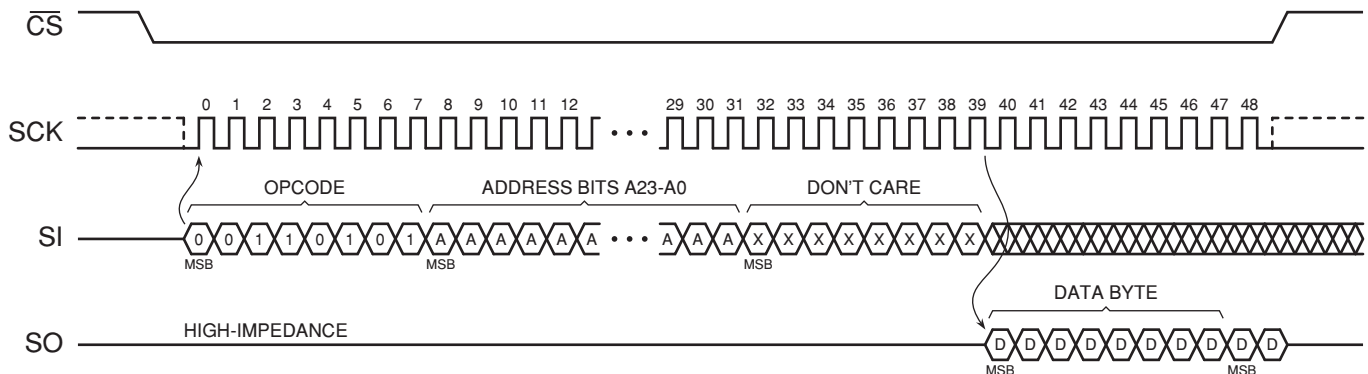 CS
0 1 2 3 4 5 6 7 8 9 10 11 12 29 30 31 32 33 34 35 36 37 38 39 40 41 42 43 44 45 46 47 48
SCK
OPCODE ADDRESS BITS A23-A0 DON'T CARE
SI 0 0 1 1 0 1 0 1 A A A A A A A A A X X X X X X X X
MSB MSB MSB
DATA BYTE
HIGH-IMPEDANCE
SO D D D D D D D D D D
MSB MSB